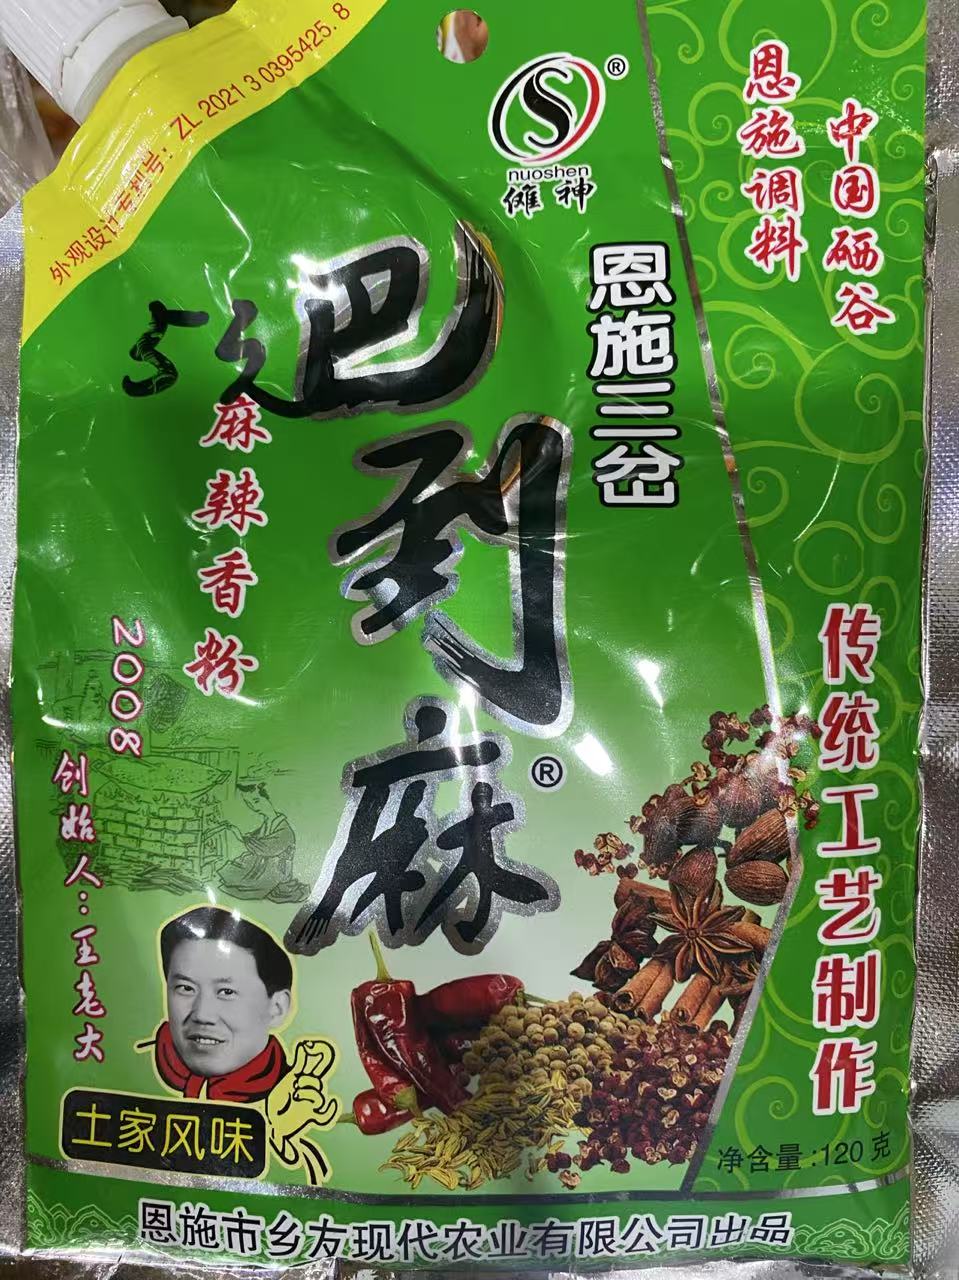 外观设计专利号：ZL 2021 3 0395425.8
nuoshen
傩神
®
恩施调料
中国硒谷
恩施三岔
巴到麻
®
麻辣香粉
2008
创始人：王老大
传统工艺制作
土家风味
净含量:120克
恩施市乡友现代农业有限公司出品